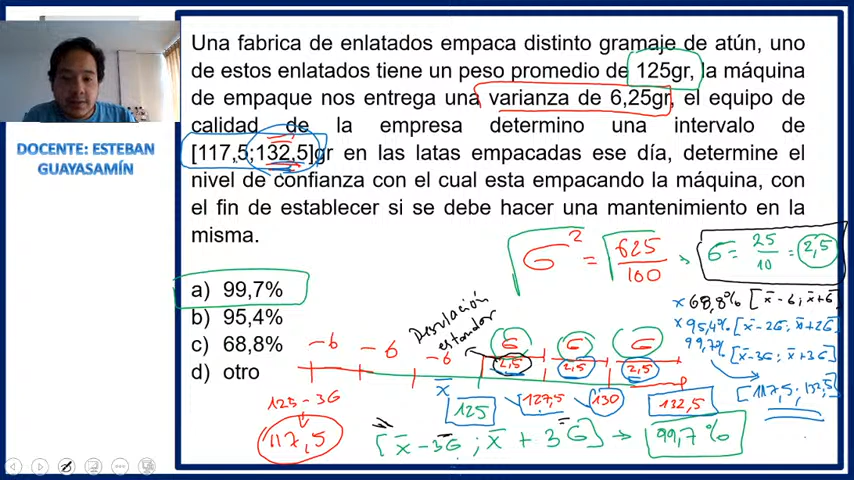 Una fabrica de enlatados empaca distinto gramaje de atún, uno
de estos enlatados tiene un peso promedio de 125gr, la máquina
de empaque nos entrega una varianza de 6,25gr, el equipo de
calidad de la empresa determino una intervalo de
[117,5;132,5]gr en las latas empacadas ese día, determine el
nivel de confianza con el cual esta empacando la máquina, con
el fin de establecer si se debe hacer una mantenimiento en la
misma.
DOCENTE: ESTEBAN
GUAYASAMÍN
σ² = 625/100 → σ = 25/10 = 2,5
a) 99,7%
b) 95,4%
c) 68,8%
d) otro
x 68,8% [x̄-σ; x̄+σ]
x 95,4% [x̄-2σ; x̄+2σ]
99,7% [x̄-3σ; x̄+3σ]
[117,5; 132,5]
estandar
-σ -σ -σ σ σ σ
2,5 2,5 2,5
x̄
125 127,5 130 132,5
125-3σ
117,5
[x̄-3σ; x̄+3σ] → 99,7%